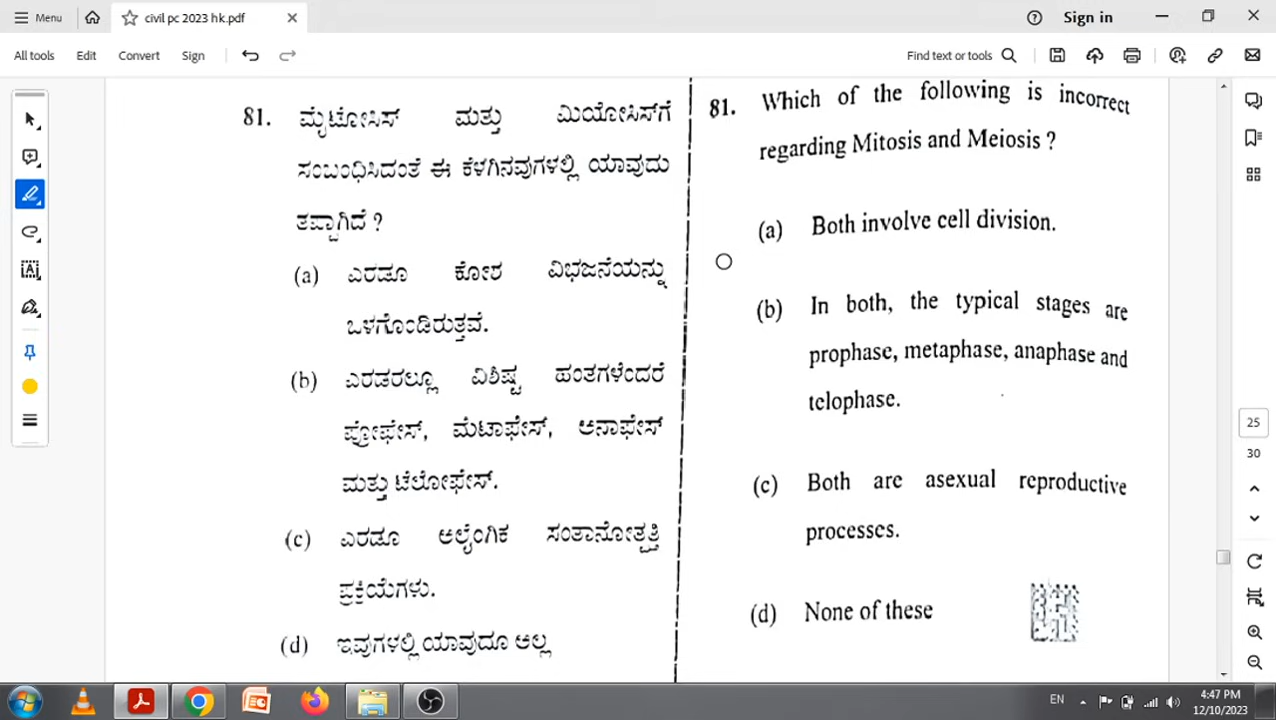 Menu
civil pc 2023 hk.pdf
Sign in
All tools
Edit
Convert
Sign
Find text or tools
81. ಮೈಟೋಸಿಸ್ ಮತ್ತು ಮಿಯೋಸಿಸ್‌ಗೆ
ಸಂಬಂಧಿಸಿದಂತೆ ಈ ಕೆಳಗಿನವುಗಳಲ್ಲಿ ಯಾವುದು
ತಪ್ಪಾಗಿದೆ ?
(a) ಎರಡೂ ಕೋಶ ವಿಭಜನೆಯನ್ನು
ಒಳಗೊಂಡಿರುತ್ತವೆ.
(b) ಎರಡರಲ್ಲೂ ವಿಶಿಷ್ಟ ಹಂತಗಳೆಂದರೆ
ಪ್ರೋಫೇಸ್, ಮೆಟಾಫೇಸ್, ಅನಾಫೇಸ್
ಮತ್ತು ಟೆಲೋಫೇಸ್.
(c) ಎರಡೂ ಅಲೈಂಗಿಕ ಸಂತಾನೋತ್ಪತ್ತಿ
ಪ್ರಕ್ರಿಯೆಗಳು.
(d) ಇವುಗಳಲ್ಲಿ ಯಾವುದೂ ಅಲ್ಲ
81. Which of the following is incorrect
regarding Mitosis and Meiosis ?
(a) Both involve cell division.
(b) In both, the typical stages are
prophase, metaphase, anaphase and
telophase.
(c) Both are asexual reproductive
processes.
(d) None of these
25
30
EN
4:47 PM
12/10/2023